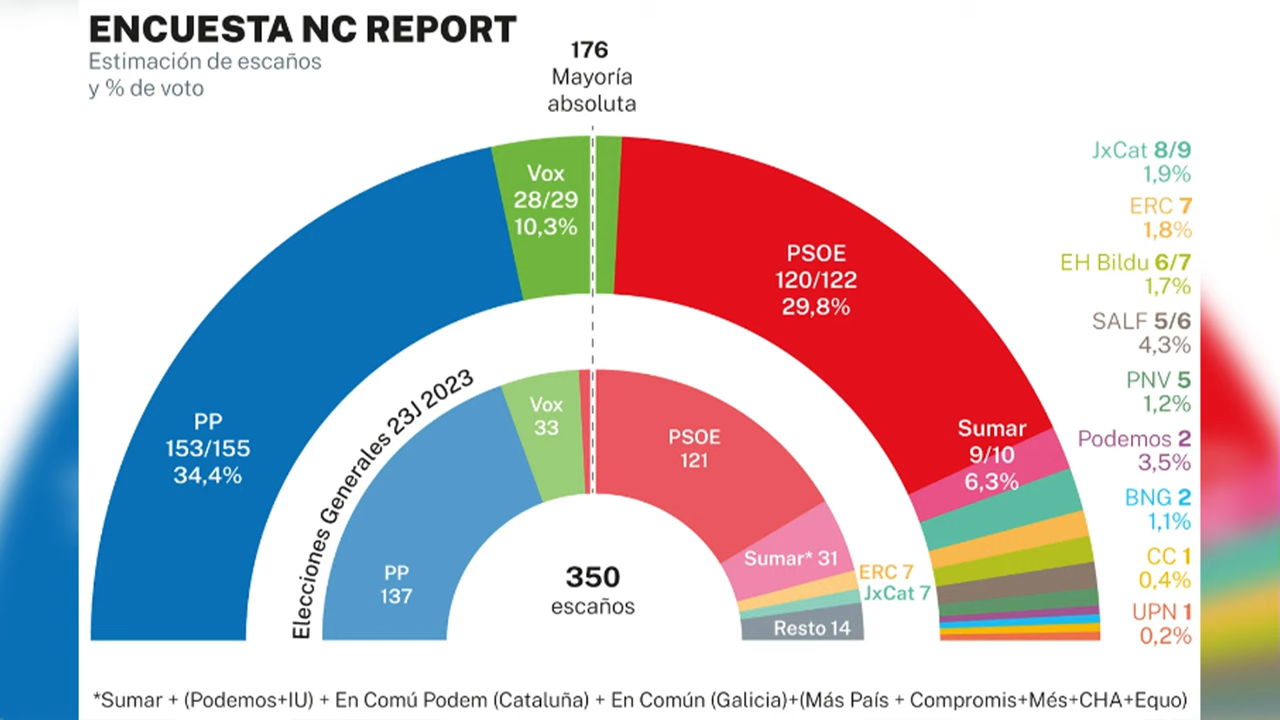 ENCUESTA NC REPORT
Estimación de escaños
y % de voto
176
Mayoría
absoluta
Vox
28/29
10,3%
PSOE
120/122
29,8%
PP
153/155
34,4%
Sumar
9/10
6,3%
JxCat 8/9
1,9%
ERC 7
1,8%
EH Bildu 6/7
1,7%
SALF 5/6
4,3%
PNV 5
1,2%
Podemos 2
3,5%
BNG 2
1,1%
CC 1
0,4%
UPN 1
0,2%
Elecciones Generales 23J 2023
Vox
33
PSOE
121
PP
137
Sumar* 31
ERC 7
JxCat 7
Resto 14
350
escaños
*Sumar + (Podemos+IU) + En Comú Podem (Cataluña) + En Común (Galicia)+(Más País + Compromis+Més+CHA+Equo)